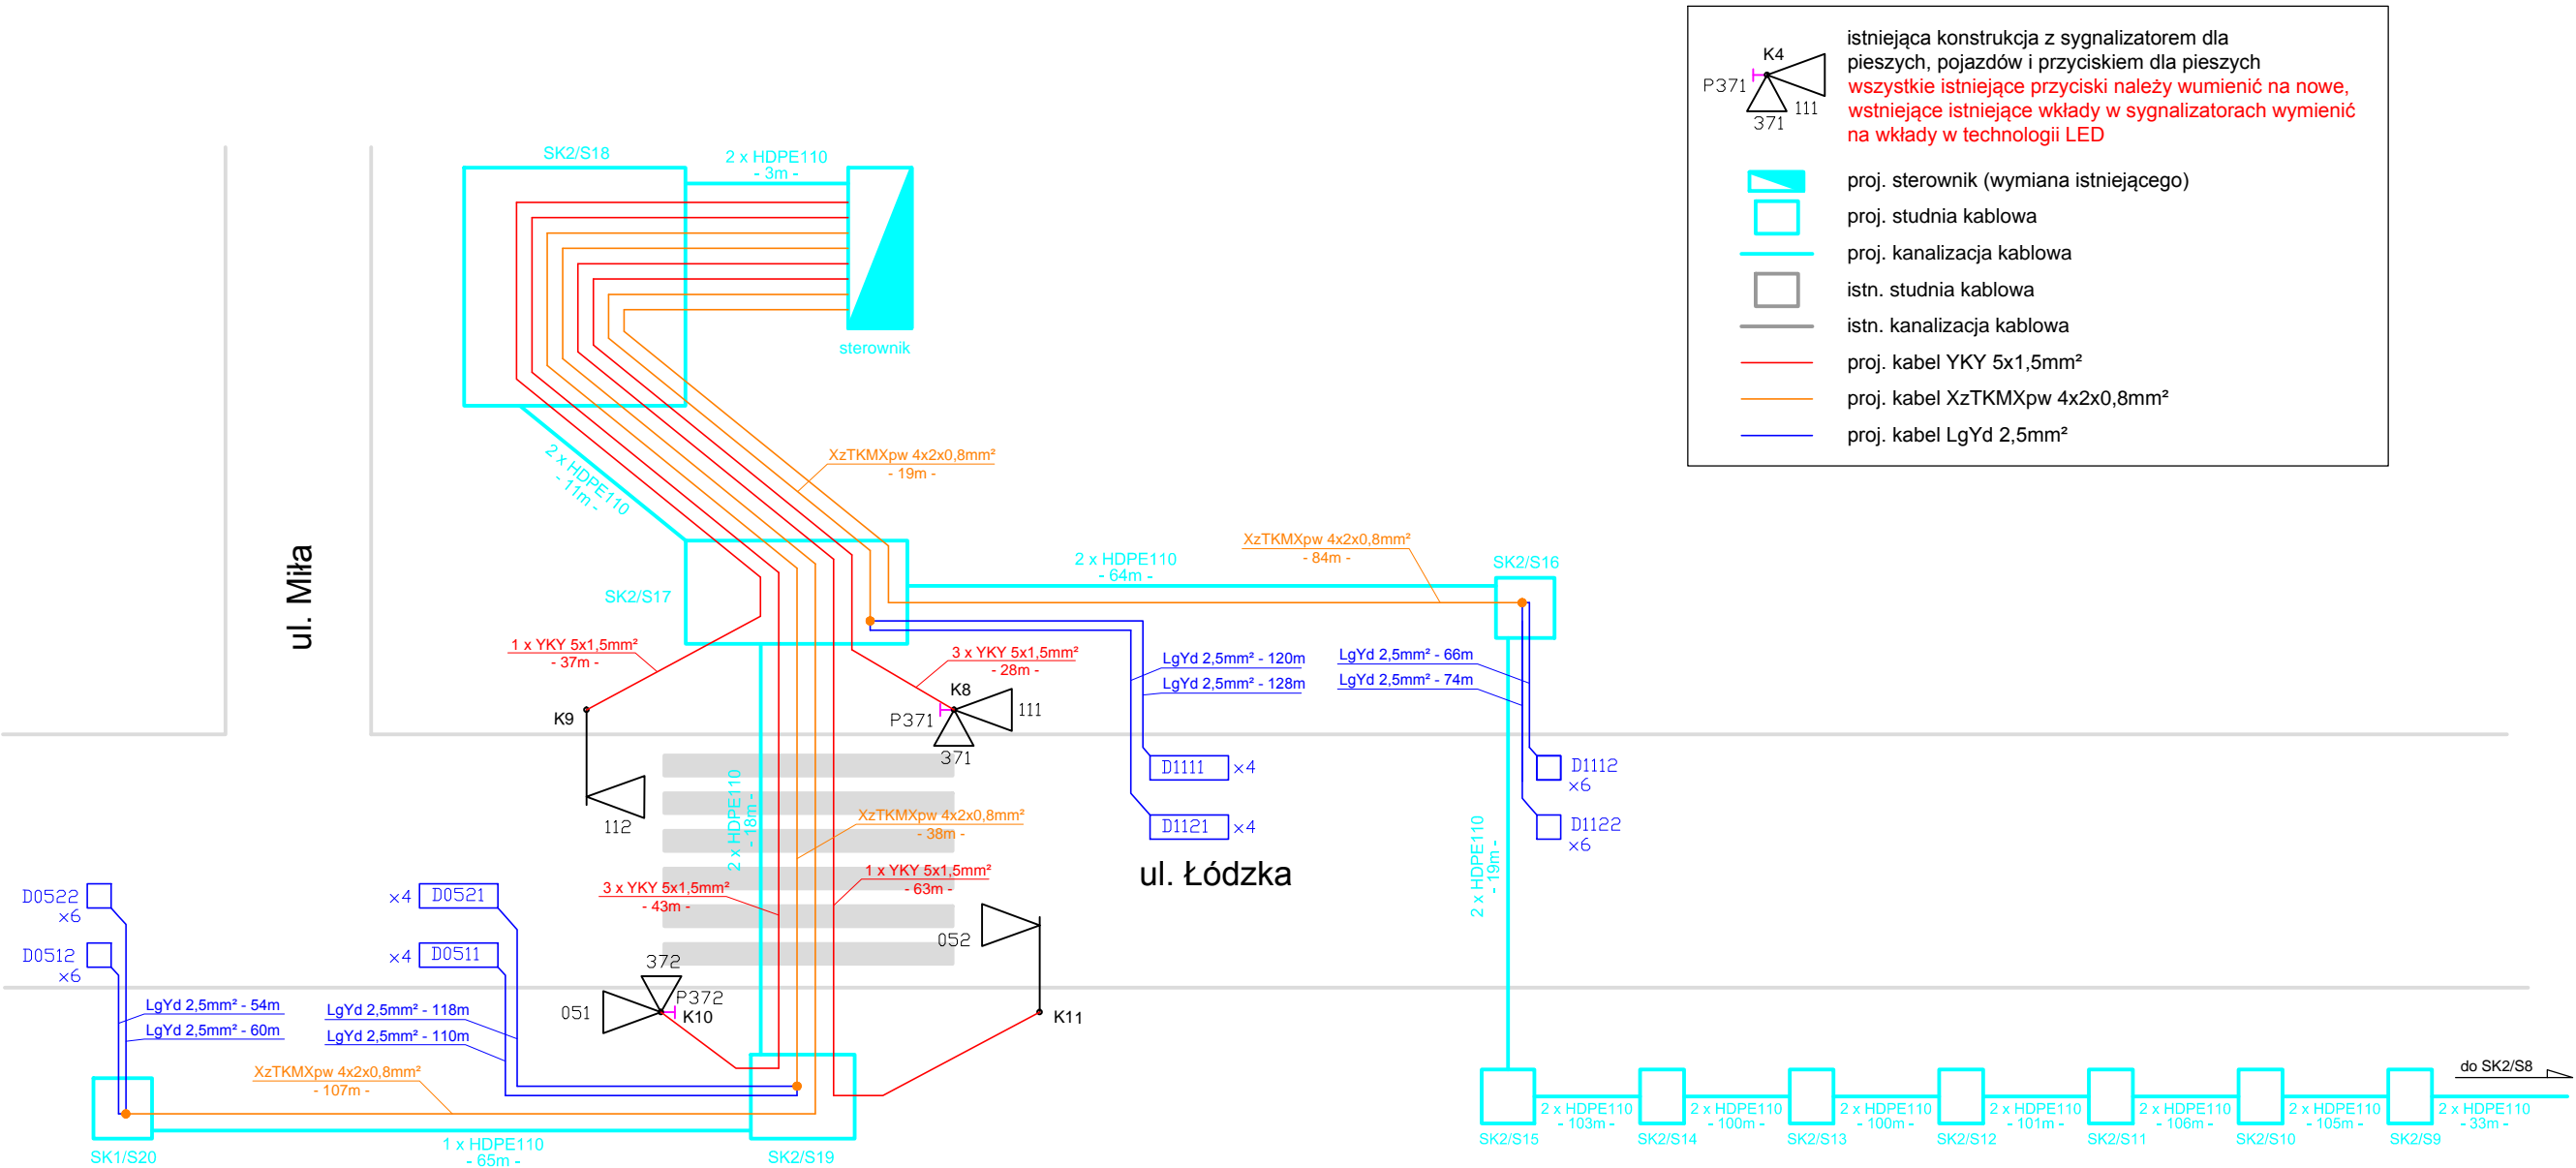 K4
P371
111
371
istniejąca konstrukcja z sygnalizatorem dla
pieszych, pojazdów i przyciskiem dla pieszych
wszystkie istniejące przyciski należy wumienić na nowe,
wstniejące istniejące wkłady w sygnalizatorach wymienić
na wkłady w technologii LED
proj. sterownik (wymiana istniejącego)
proj. studnia kablowa
proj. kanalizacja kablowa
istn. studnia kablowa
istn. kanalizacja kablowa
proj. kabel YKY 5x1,5mm²
proj. kabel XzTKMXpw 4x2x0,8mm²
proj. kabel LgYd 2,5mm²
SK2/S18
2 x HDPE110
- 3m -
sterownik
2 x HDPE110
- 11m -
XzTKMXpw 4x2x0,8mm²
- 19m -
ul. Miła
SK2/S17
2 x HDPE110
- 64m -
XzTKMXpw 4x2x0,8mm²
- 84m -
SK2/S16
1 x YKY 5x1,5mm²
- 37m -
3 x YKY 5x1,5mm²
- 28m -
LgYd 2,5mm² - 120m
LgYd 2,5mm² - 128m
LgYd 2,5mm² - 66m
LgYd 2,5mm² - 74m
K9
112
K8
P371
111
371
D1111 ×4
D1121 ×4
D1112
×6
D1122
×6
2 x HDPE110
- 18m -
XzTKMXpw 4x2x0,8mm²
- 38m -
1 x YKY 5x1,5mm²
- 63m -
3 x YKY 5x1,5mm²
- 43m -
ul. Łódzka
2 x HDPE110
- 19m -
D0522
×6
D0512
×6
×4 D0521
×4 D0511
052
372
P372
051
K10
K11
LgYd 2,5mm² - 54m
LgYd 2,5mm² - 60m
LgYd 2,5mm² - 118m
LgYd 2,5mm² - 110m
XzTKMXpw 4x2x0,8mm²
- 107m -
SK1/S20
1 x HDPE110
- 65m -
SK2/S19
do SK2/S8
SK2/S15
2 x HDPE110
- 103m -
SK2/S14
2 x HDPE110
- 100m -
SK2/S13
2 x HDPE110
- 100m -
SK2/S12
2 x HDPE110
- 101m -
SK2/S11
2 x HDPE110
- 106m -
SK2/S10
2 x HDPE110
- 105m -
SK2/S9
2 x HDPE110
- 33m -